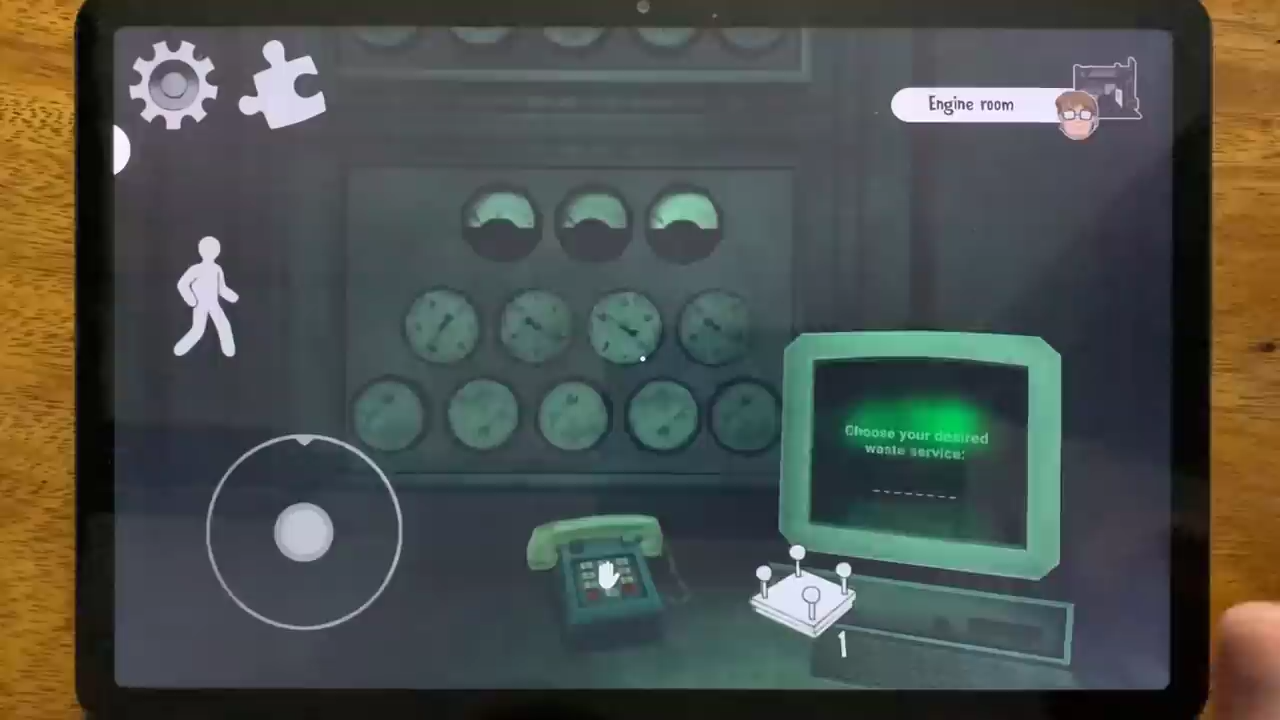 Engine room
Choose your desired
waste service:
--------
1